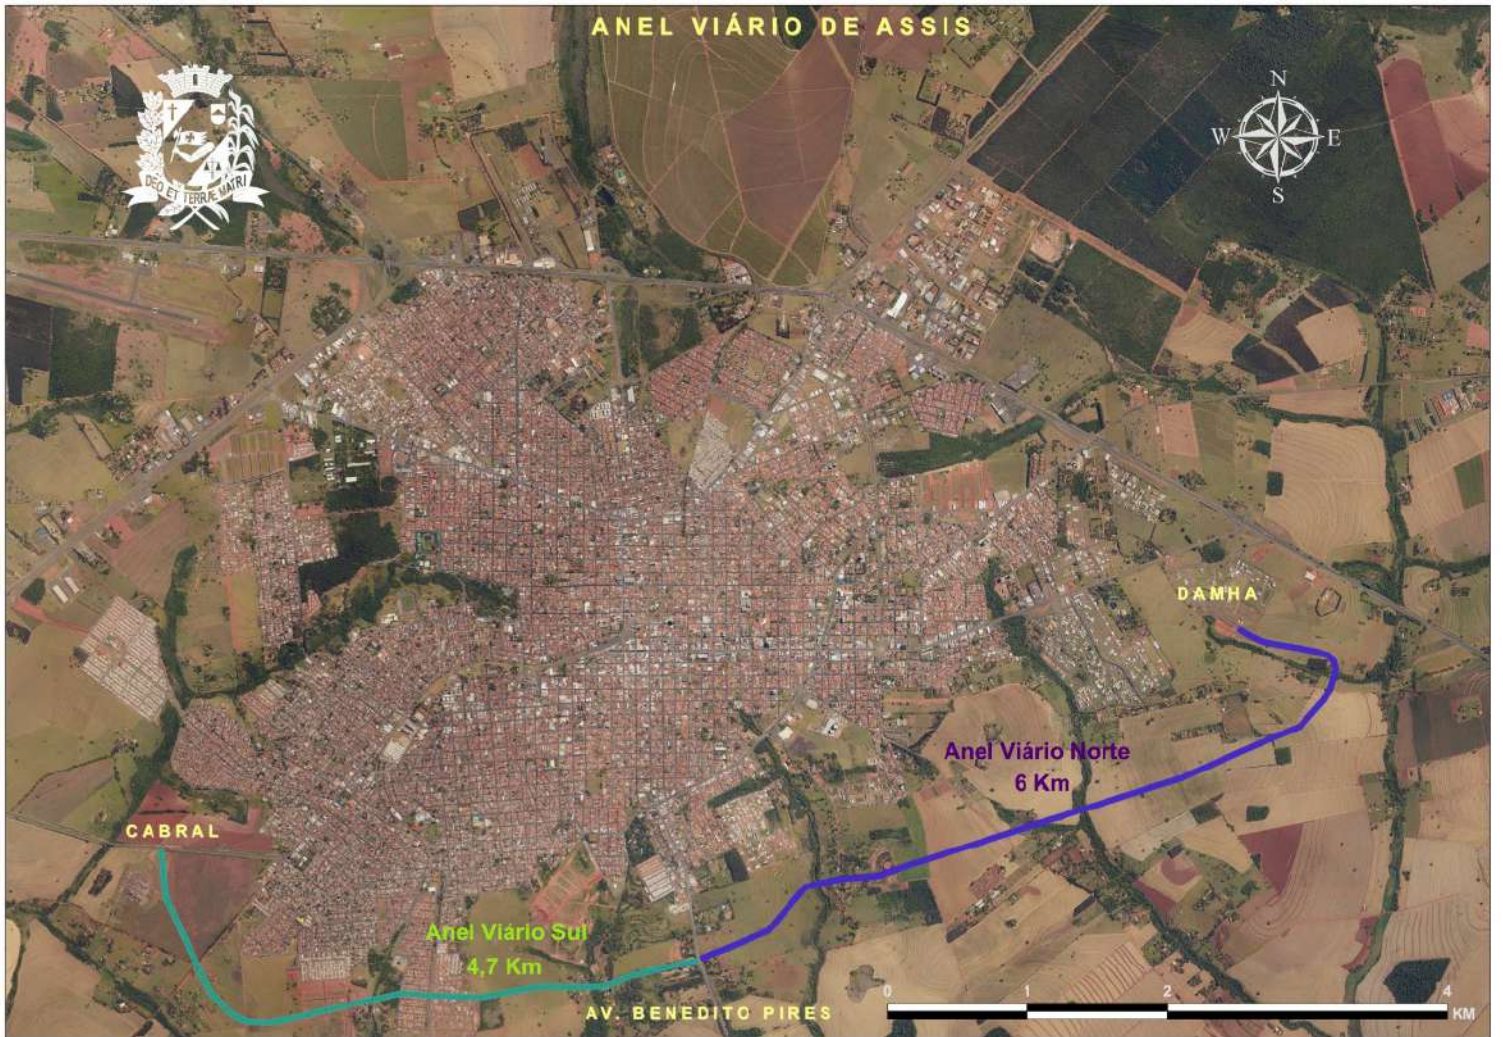 ANEL VIÁRIO DE ASSIS
N
W E
S
DEO ET TERRÆ MATRI
DAMHA
Anel Viário Norte
6 Km
CABRAL
Anel Viário Sul
4,7 Km
AV. BENEDITO PIRES
0 1 2 4
KM